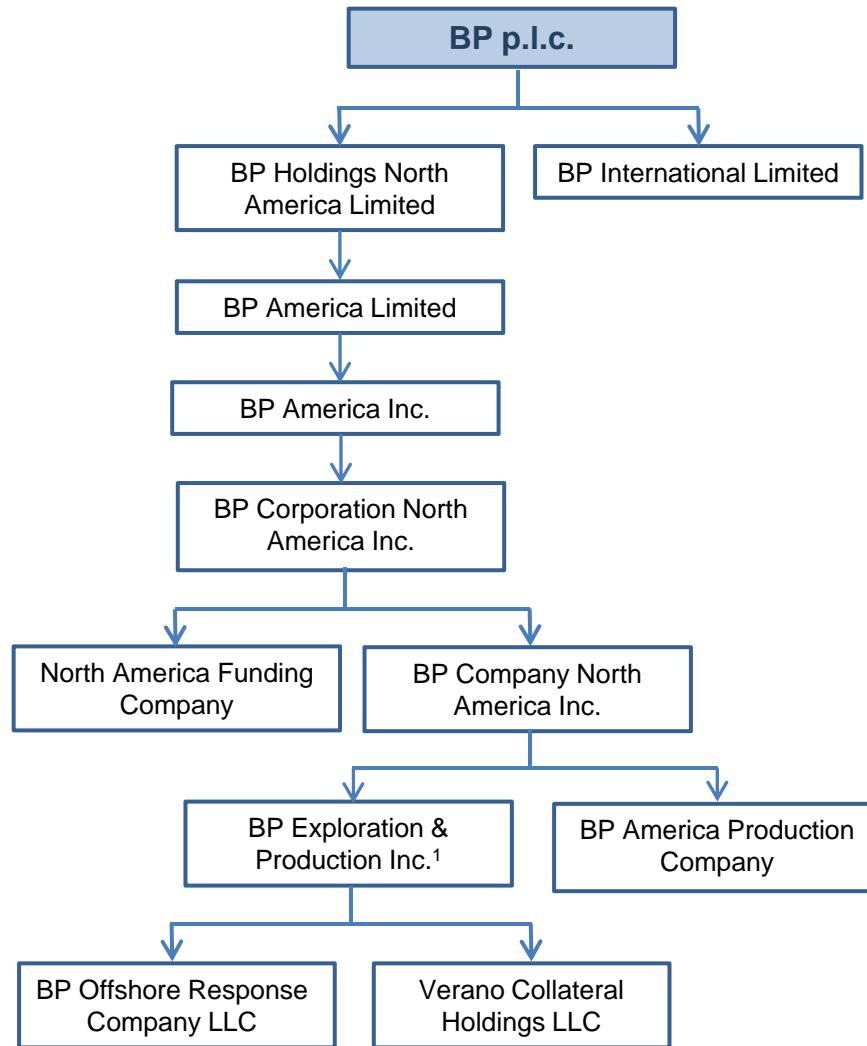 BP p.l.c.
BP Holdings North
America Limited
BP International Limited
BP America Limited
BP America Inc.
BP Corporation North
America Inc.
North America Funding
Company
BP Company North
America Inc.
BP Exploration &
Production Inc.¹
BP America Production
Company
BP Offshore Response
Company LLC
Verano Collateral
Holdings LLC